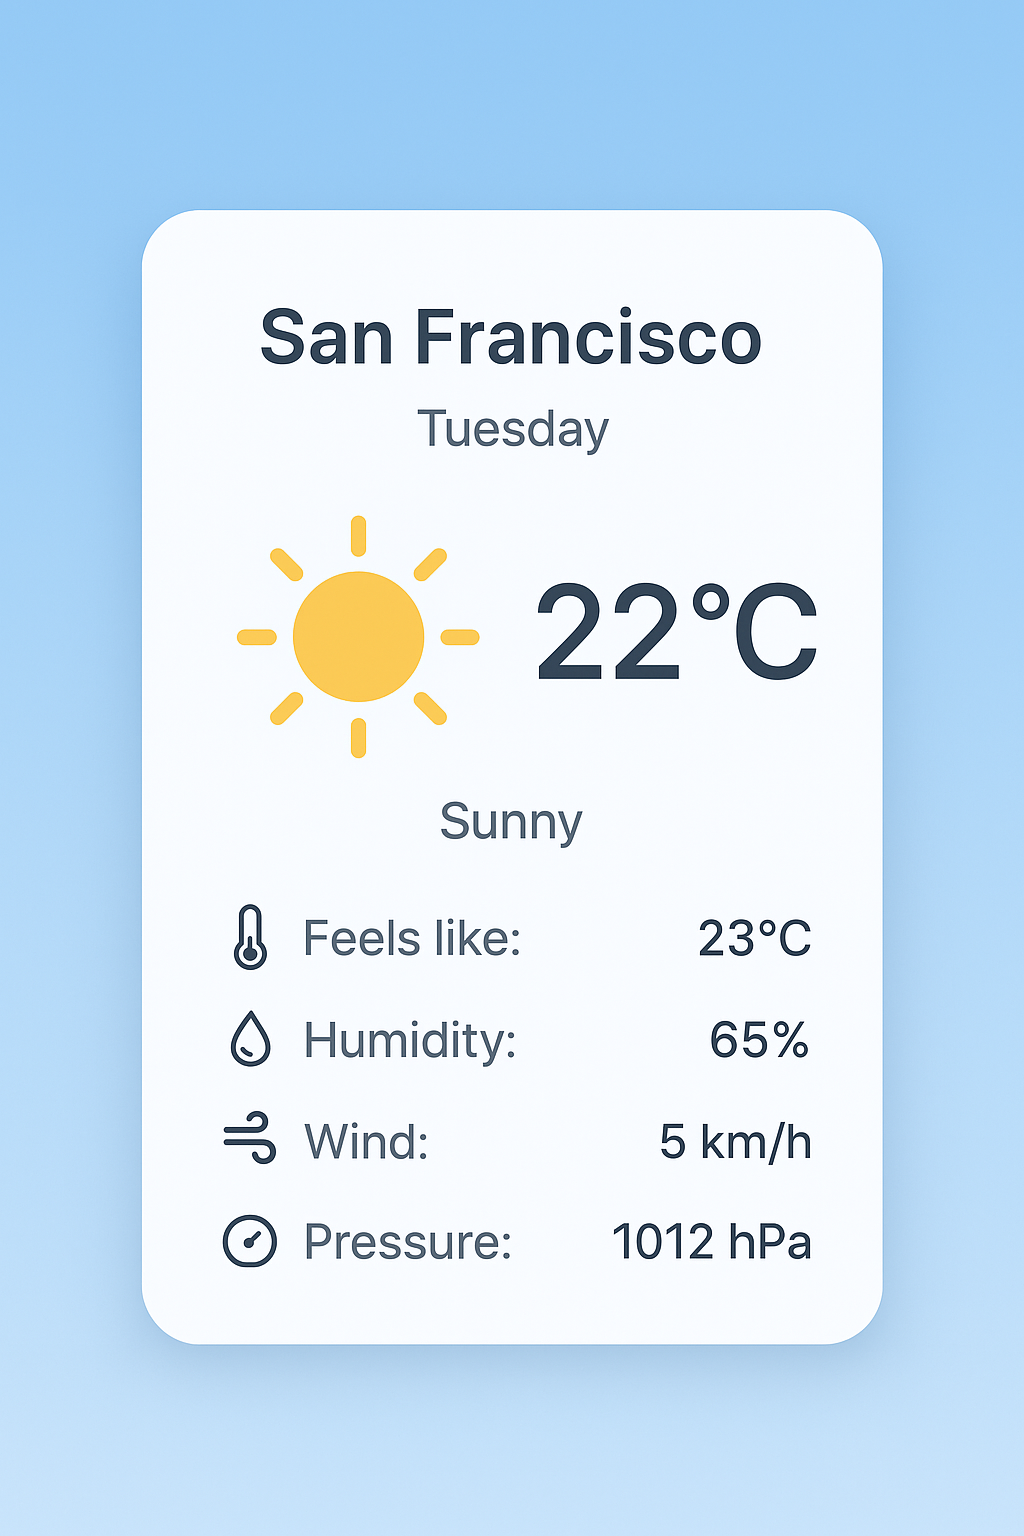 San Francisco
Tuesday
22°C
Sunny
Feels like: 23°C
Humidity: 65%
Wind: 5 km/h
Pressure: 1012 hPa